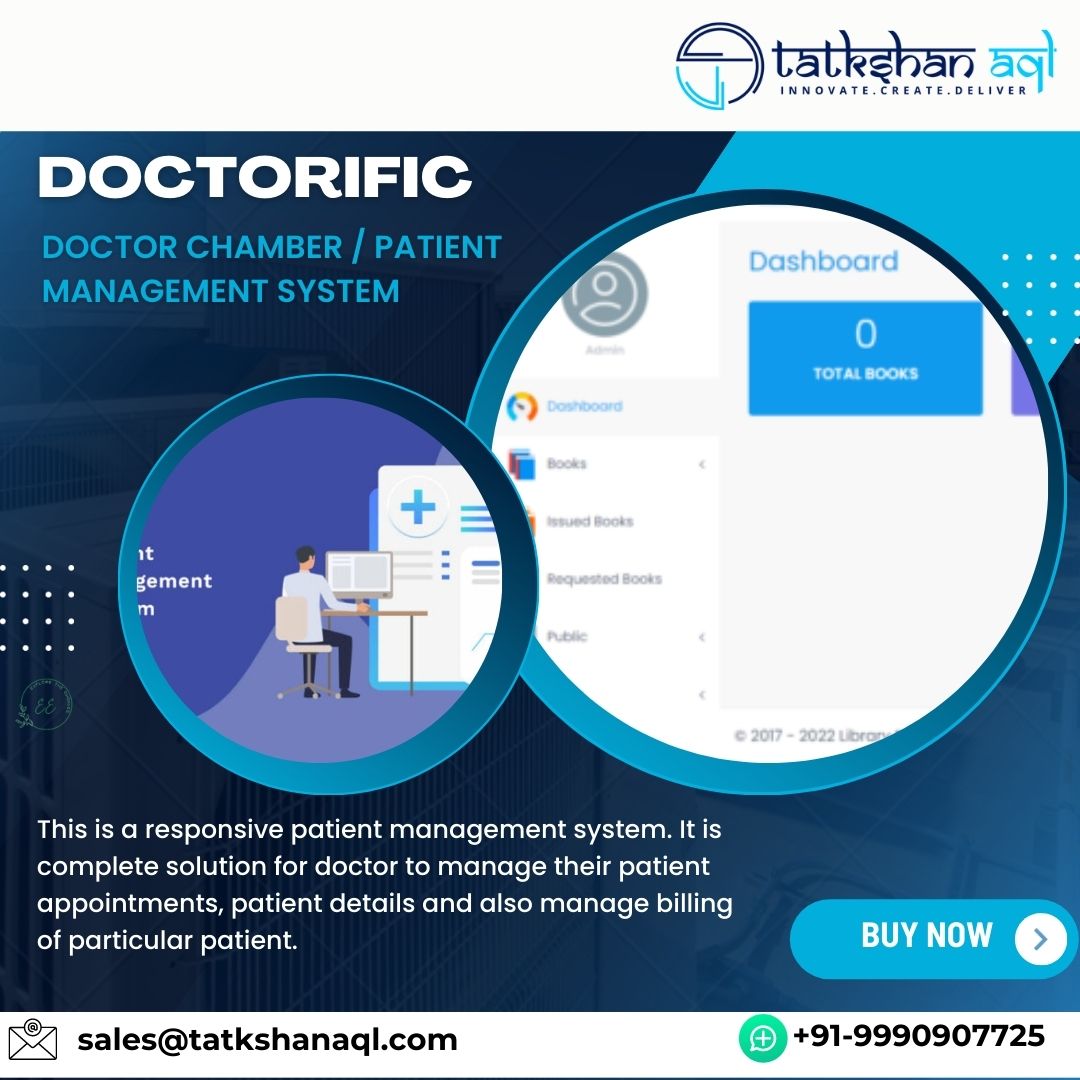 tatkshan aql
INNOVATE.CREATE.DELIVER
DOCTORIFIC
DOCTOR CHAMBER / PATIENT
MANAGEMENT SYSTEM
Dashboard
0
TOTAL BOOKS
Admin
Dashboard
Books
Issued Books
Requested Books
Public
© 2017 - 2022 Library
nt
gement
m
EE
This is a responsive patient management system. It is
complete solution for doctor to manage their patient
appointments, patient details and also manage billing
of particular patient.
BUY NOW
sales@tatkshanaql.com
+91-9990907725